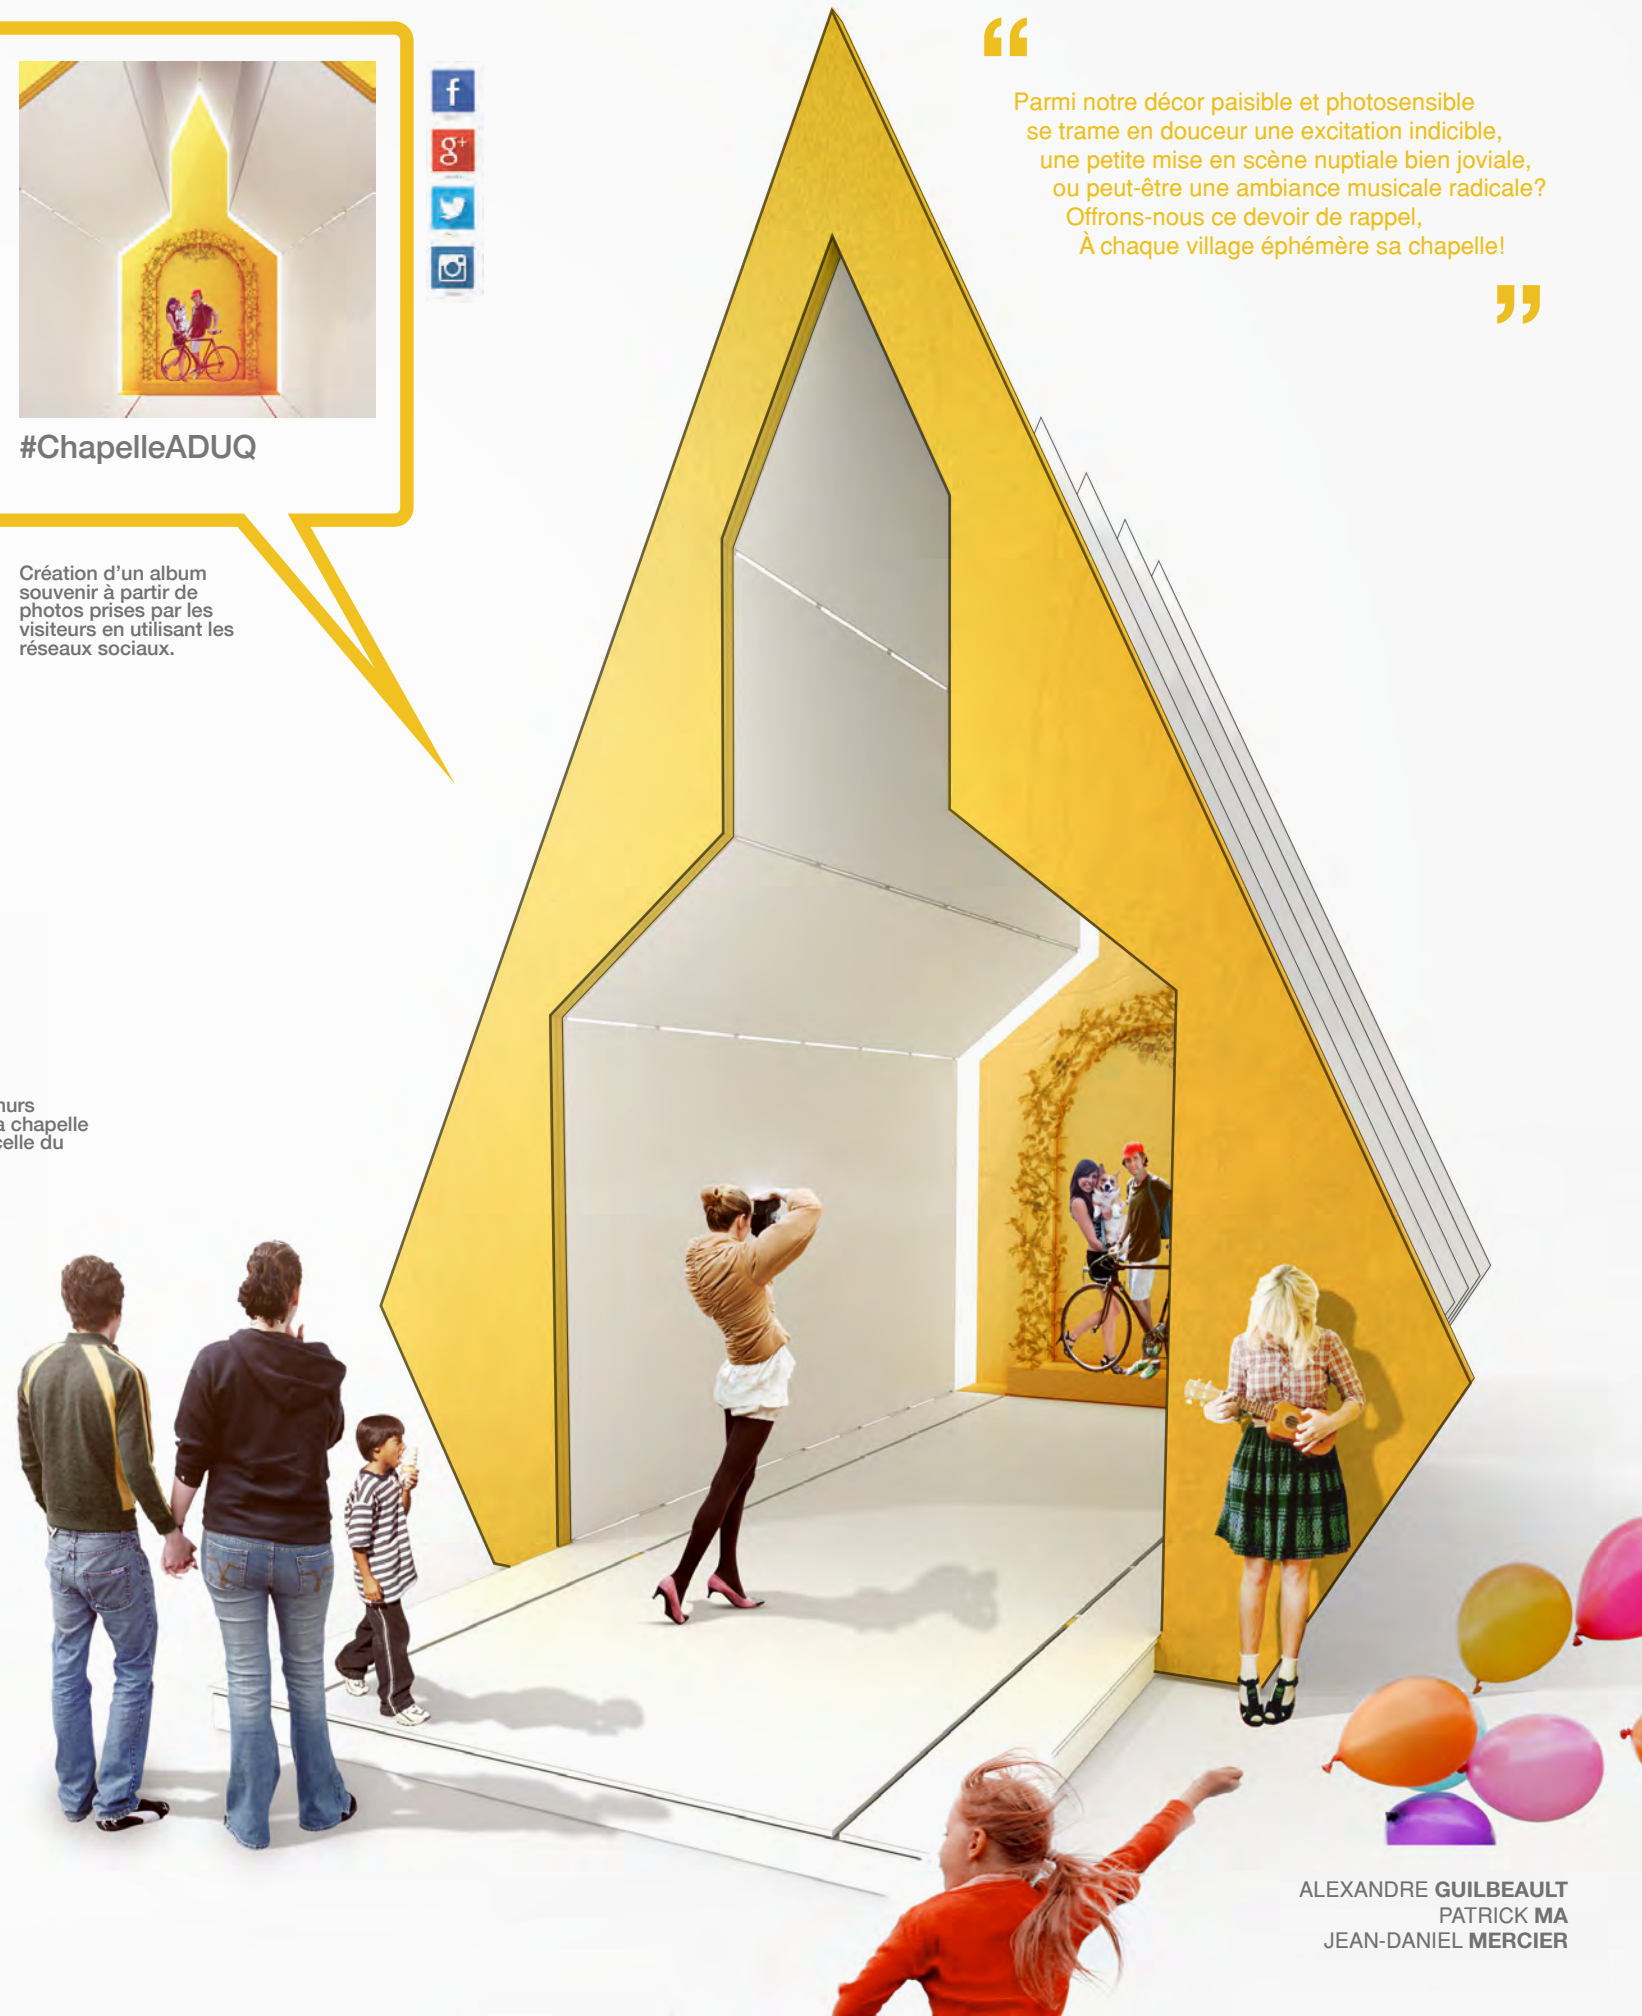 “
Parmi notre décor paisible et photosensible
se trame en douceur une excitation indicible,
une petite mise en scène nuptiale bien joviale,
ou peut-être une ambiance musicale radicale?
Offrons-nous ce devoir de rappel,
À chaque village éphémère sa chapelle!
”
f
g+
#ChapelleADUQ
Création d'un album
souvenir à partir de
photos prises par les
visiteurs en utilisant les
réseaux sociaux.
chapelle
du
ALEXANDRE GUILBEAULT
PATRICK MA
JEAN-DANIEL MERCIER